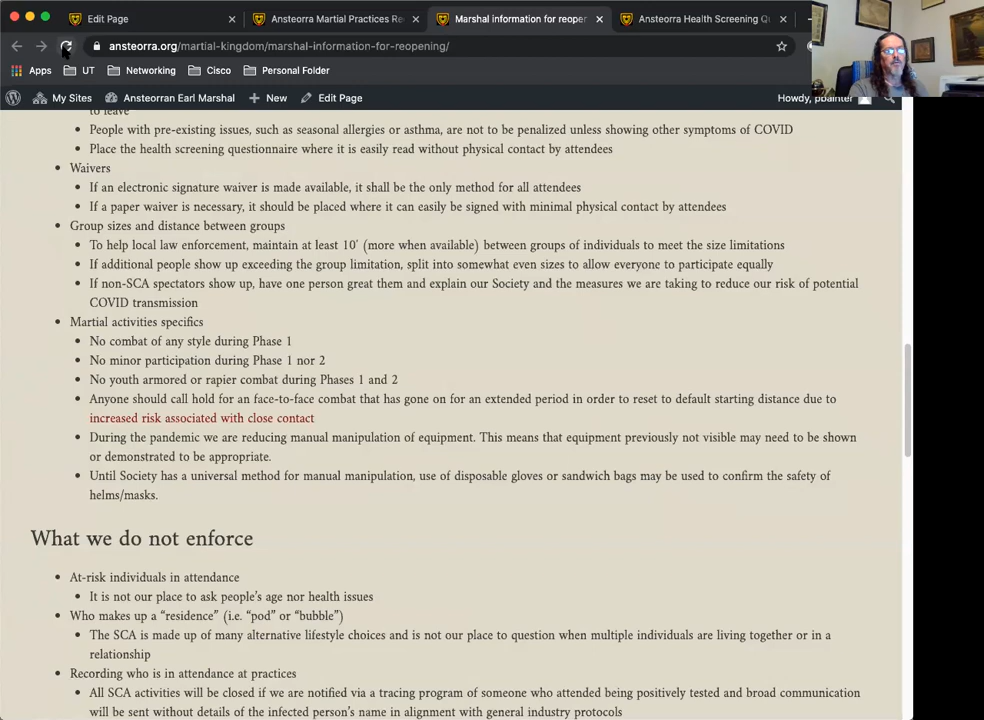 Edit Page
Ansteorra Martial Practices Re
Marshal information for reoper
Ansteorra Health Screening Q
ansteorra.org/martial-kingdom/marshal-information-for-reopening/
Apps UT Networking Cisco Personal Folder
My Sites Ansteorran Earl Marshal New Edit Page Howdy, pbainter
to leave
People with pre-existing issues, such as seasonal allergies or asthma, are not to be penalized unless showing other symptoms of COVID
Place the health screening questionnaire where it is easily read without physical contact by attendees
Waivers
If an electronic signature waiver is made available, it shall be the only method for all attendees
If a paper waiver is necessary, it should be placed where it can easily be signed with minimal physical contact by attendees
Group sizes and distance between groups
To help local law enforcement, maintain at least 10′ (more when available) between groups of individuals to meet the size limitations
If additional people show up exceeding the group limitation, split into somewhat even sizes to allow everyone to participate equally
If non-SCA spectators show up, have one person great them and explain our Society and the measures we are taking to reduce our risk of potential
COVID transmission
Martial activities specifics
No combat of any style during Phase 1
No minor participation during Phase 1 nor 2
No youth armored or rapier combat during Phases 1 and 2
Anyone should call hold for an face-to-face combat that has gone on for an extended period in order to reset to default starting distance due to
increased risk associated with close contact
During the pandemic we are reducing manual manipulation of equipment. This means that equipment previously not visible may need to be shown
or demonstrated to be appropriate.
Until Society has a universal method for manual manipulation, use of disposable gloves or sandwich bags may be used to confirm the safety of
helms/masks.
What we do not enforce
At-risk individuals in attendance
It is not our place to ask people's age nor health issues
Who makes up a “residence” (i.e. “pod” or “bubble”)
The SCA is made up of many alternative lifestyle choices and is not our place to question when multiple individuals are living together or in a
relationship
Recording who is in attendance at practices
All SCA activities will be closed if we are notified via a tracing program of someone who attended being positively tested and broad communication
will be sent without details of the infected person's name in alignment with general industry protocols